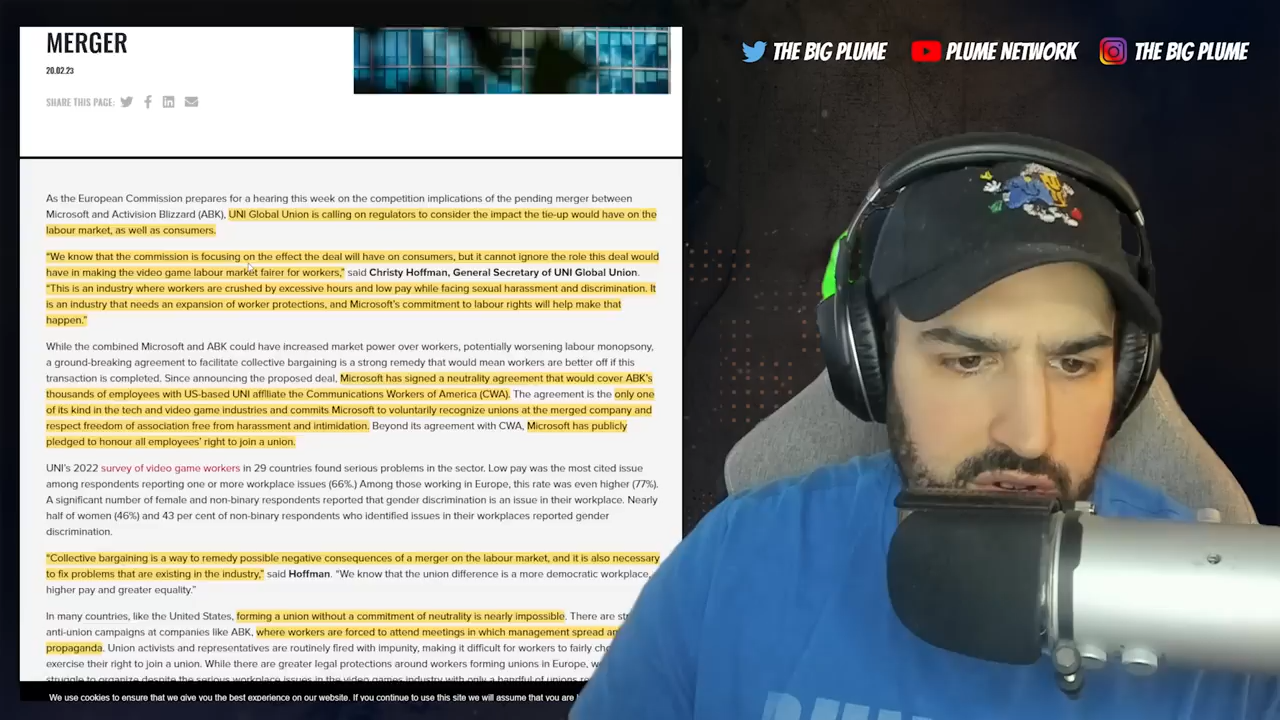 MERGER
THE BIG PLUME PLUME NETWORK THE BIG PLUME
20.02.23
SHARE THIS PAGE:
As the European Commission prepares for a hearing this week on the competition implications of the pending merger between
Microsoft and Activision Blizzard (ABK), UNI Global Union is calling on regulators to consider the impact the tie-up would have on the
labour market, as well as consumers.
“We know that the commission is focusing on the effect the deal will have on consumers, but it cannot ignore the role this deal would
have in making the video game labour market fairer for workers,” said Christy Hoffman, General Secretary of UNI Global Union.
“This is an industry where workers are crushed by excessive hours and low pay while facing sexual harassment and discrimination. It
is an industry that needs an expansion of worker protections, and Microsoft’s commitment to labour rights will help make that
happen.”
While the combined Microsoft and ABK could have increased market power over workers, potentially worsening labour monopsony,
a ground-breaking agreement to facilitate collective bargaining is a strong remedy that would mean workers are better off if this
transaction is completed. Since announcing the proposed deal, Microsoft has signed a neutrality agreement that would cover ABK’s
thousands of employees with US-based UNI affiliate the Communications Workers of America (CWA). The agreement is the only one
of its kind in the tech and video game industries and commits Microsoft to voluntarily recognize unions at the merged company and
respect freedom of association free from harassment and intimidation. Beyond its agreement with CWA, Microsoft has publicly
pledged to honour all employees’ right to join a union.
UNI’s 2022 survey of video game workers in 29 countries found serious problems in the sector. Low pay was the most cited issue
among respondents reporting one or more workplace issues (66%.) Among those working in Europe, this rate was even higher (77%).
A significant number of female and non-binary respondents reported that gender discrimination is an issue in their workplace. Nearly
half of women (46%) and 43 per cent of non-binary respondents who identified issues in their workplaces reported gender
discrimination.
“Collective bargaining is a way to remedy possible negative consequences of a merger on the labour market, and it is also necessary
to fix problems that are existing in the industry,” said Hoffman. “We know that the union difference is a more democratic workplace,
higher pay and greater equality.”
In many countries, like the United States, forming a union without a commitment of neutrality is nearly impossible. There are
anti-union campaigns at companies like ABK, where workers are forced to attend meetings in which management spread
propaganda. Union activists and representatives are routinely fired with impunity, making it difficult for workers to fairly
exercise their right to join a union. While there are greater legal protections around workers forming unions in Europe,
struggle to organize despite the serious workplace issues in the video games industry with only a handful of unions
We use cookies to ensure that we give you the best experience on our website. If you continue to use this site we will assume that you are